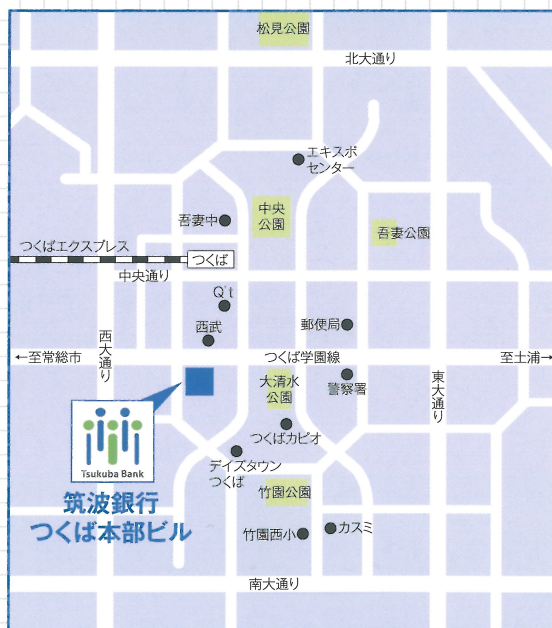 松見公園
北大通り
エキスポ
センター
中央
公園
吾妻中
吾妻公園
つくばエクスプレス
つくば
中央通り
Q't
郵便局
西武
西大通り
←至常総市
つくば学園線
至土浦→
大清水
公園
警察署
東大通り
Tsukuba Bank
つくばカピオ
デイズタウン
つくば
筑波銀行
つくば本部ビル
竹園公園
竹園西小
カスミ
南大通り